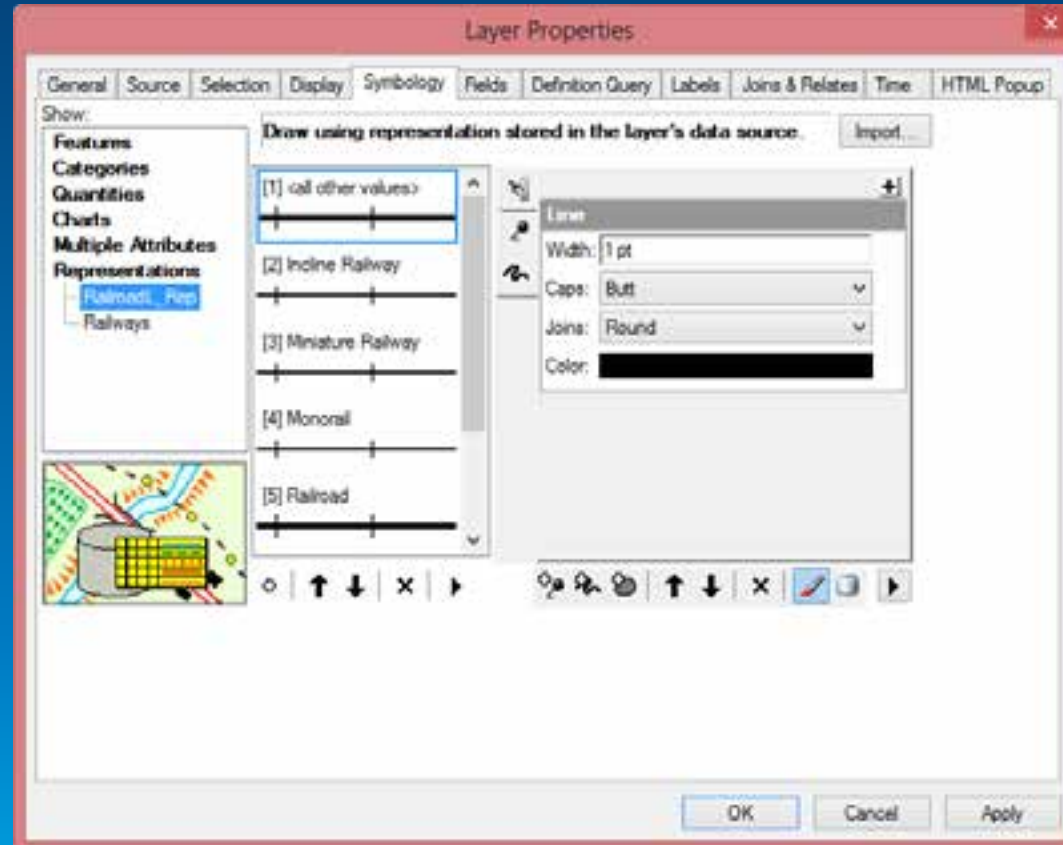 Layer Properties
General Source Selection Display Symbology Fields Definition Query Labels Joins & Relates Time HTML Popup
Show:
Features
Categories
Quantities
Charts
Multiple Attributes
Representations
RailroadL_Rep
Railways
Draw using representation stored in the layer's data source.
Import...
[1] <all other values>
[2] Incline Railway
[3] Miniature Railway
[4] Monorail
[5] Railroad
Line
Width: 1 pt
Caps: Butt
Joins: Round
Color:
OK Cancel Apply